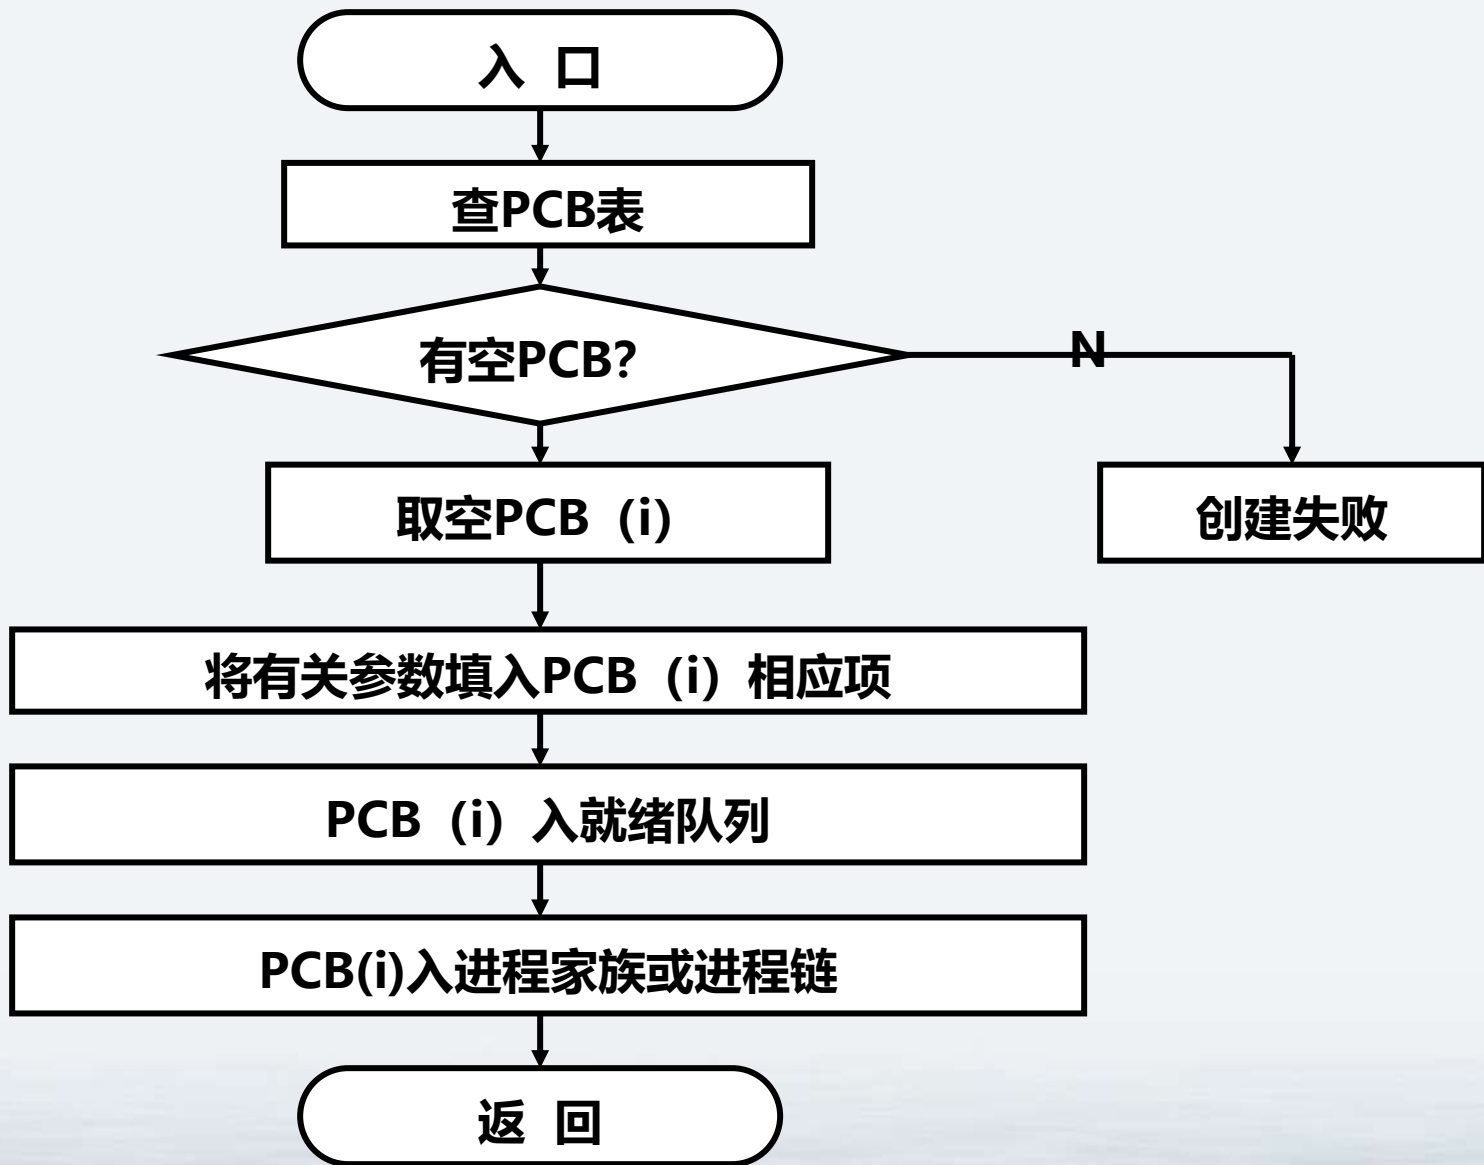 入 口
查PCB表
有空PCB?
N
取空PCB（i）
创建失败
将有关参数填入PCB（i）相应项
PCB（i）入就绪队列
PCB(i)入进程家族或进程链
返 回